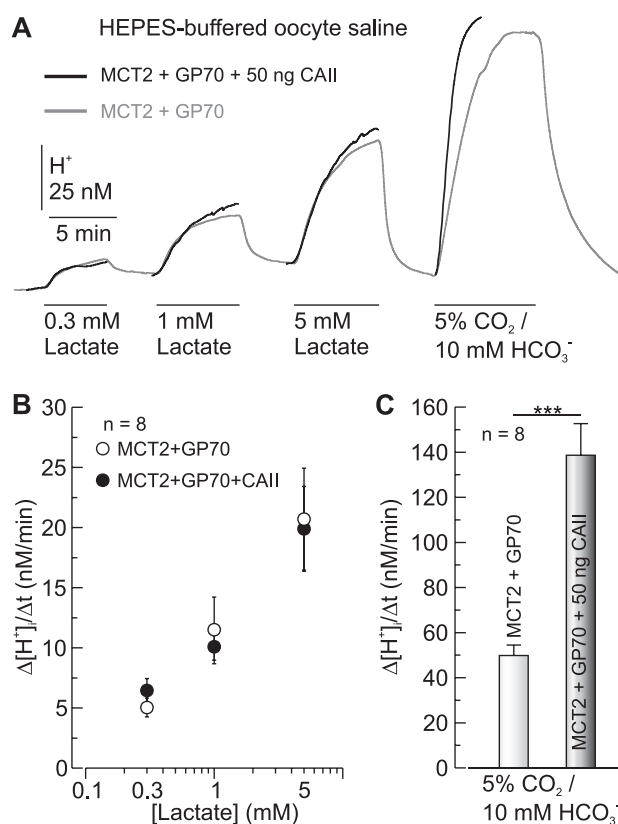 A
HEPES-buffered oocyte saline
MCT2 + GP70 + 50 ng CAII
MCT2 + GP70
H⁺
25 nM
5 min
0.3 mM
Lactate
1 mM
Lactate
5 mM
Lactate
5% CO₂ /
10 mM HCO₃⁻
B
n = 8
MCT2+GP70
MCT2+GP70+CAII
Δ[H⁺]ᵢ/Δt (nM/min)
30
25
20
15
10
5
0
0.1
0.3
1
5
[Lactate] (mM)
C
n = 8
***
Δ[H⁺]ᵢ/Δt (nM/min)
160
140
120
100
80
60
40
20
0
MCT2 + GP70
MCT2 + GP70 + 50 ng CAII
5% CO₂ /
10 mM HCO₃⁻